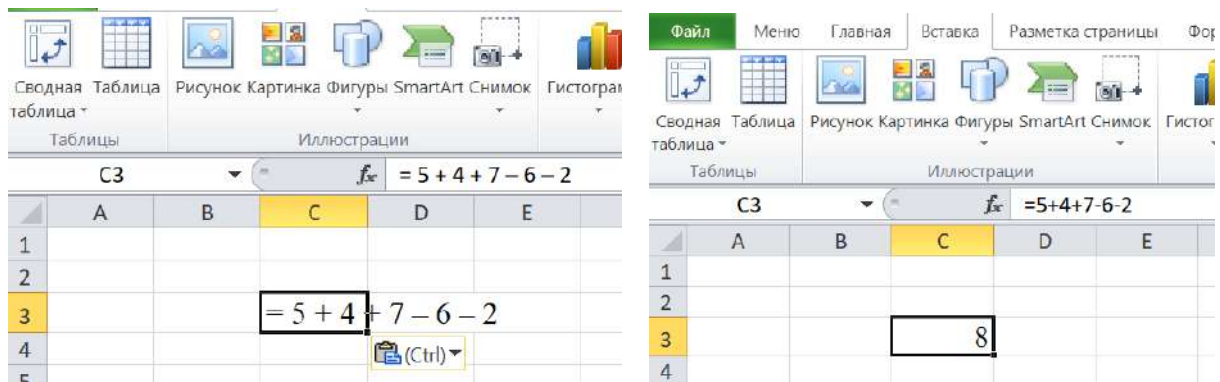 Сводная таблица
Таблица
Рисунок
Картинка
Фигуры
SmartArt
Снимок
Таблицы
Иллюстрации
C3
fx
= 5 + 4 + 7 – 6 – 2
A
B
C
D
E
1
2
3
= 5 + 4 + 7 – 6 – 2
4
(Ctrl)
Файл
Меню
Главная
Вставка
Разметка страницы
Сводная таблица
Таблица
Рисунок
Картинка
Фигуры
SmartArt
Снимок
Таблицы
Иллюстрации
C3
fx
=5+4+7-6-2
A
B
C
D
E
1
2
3
8
4